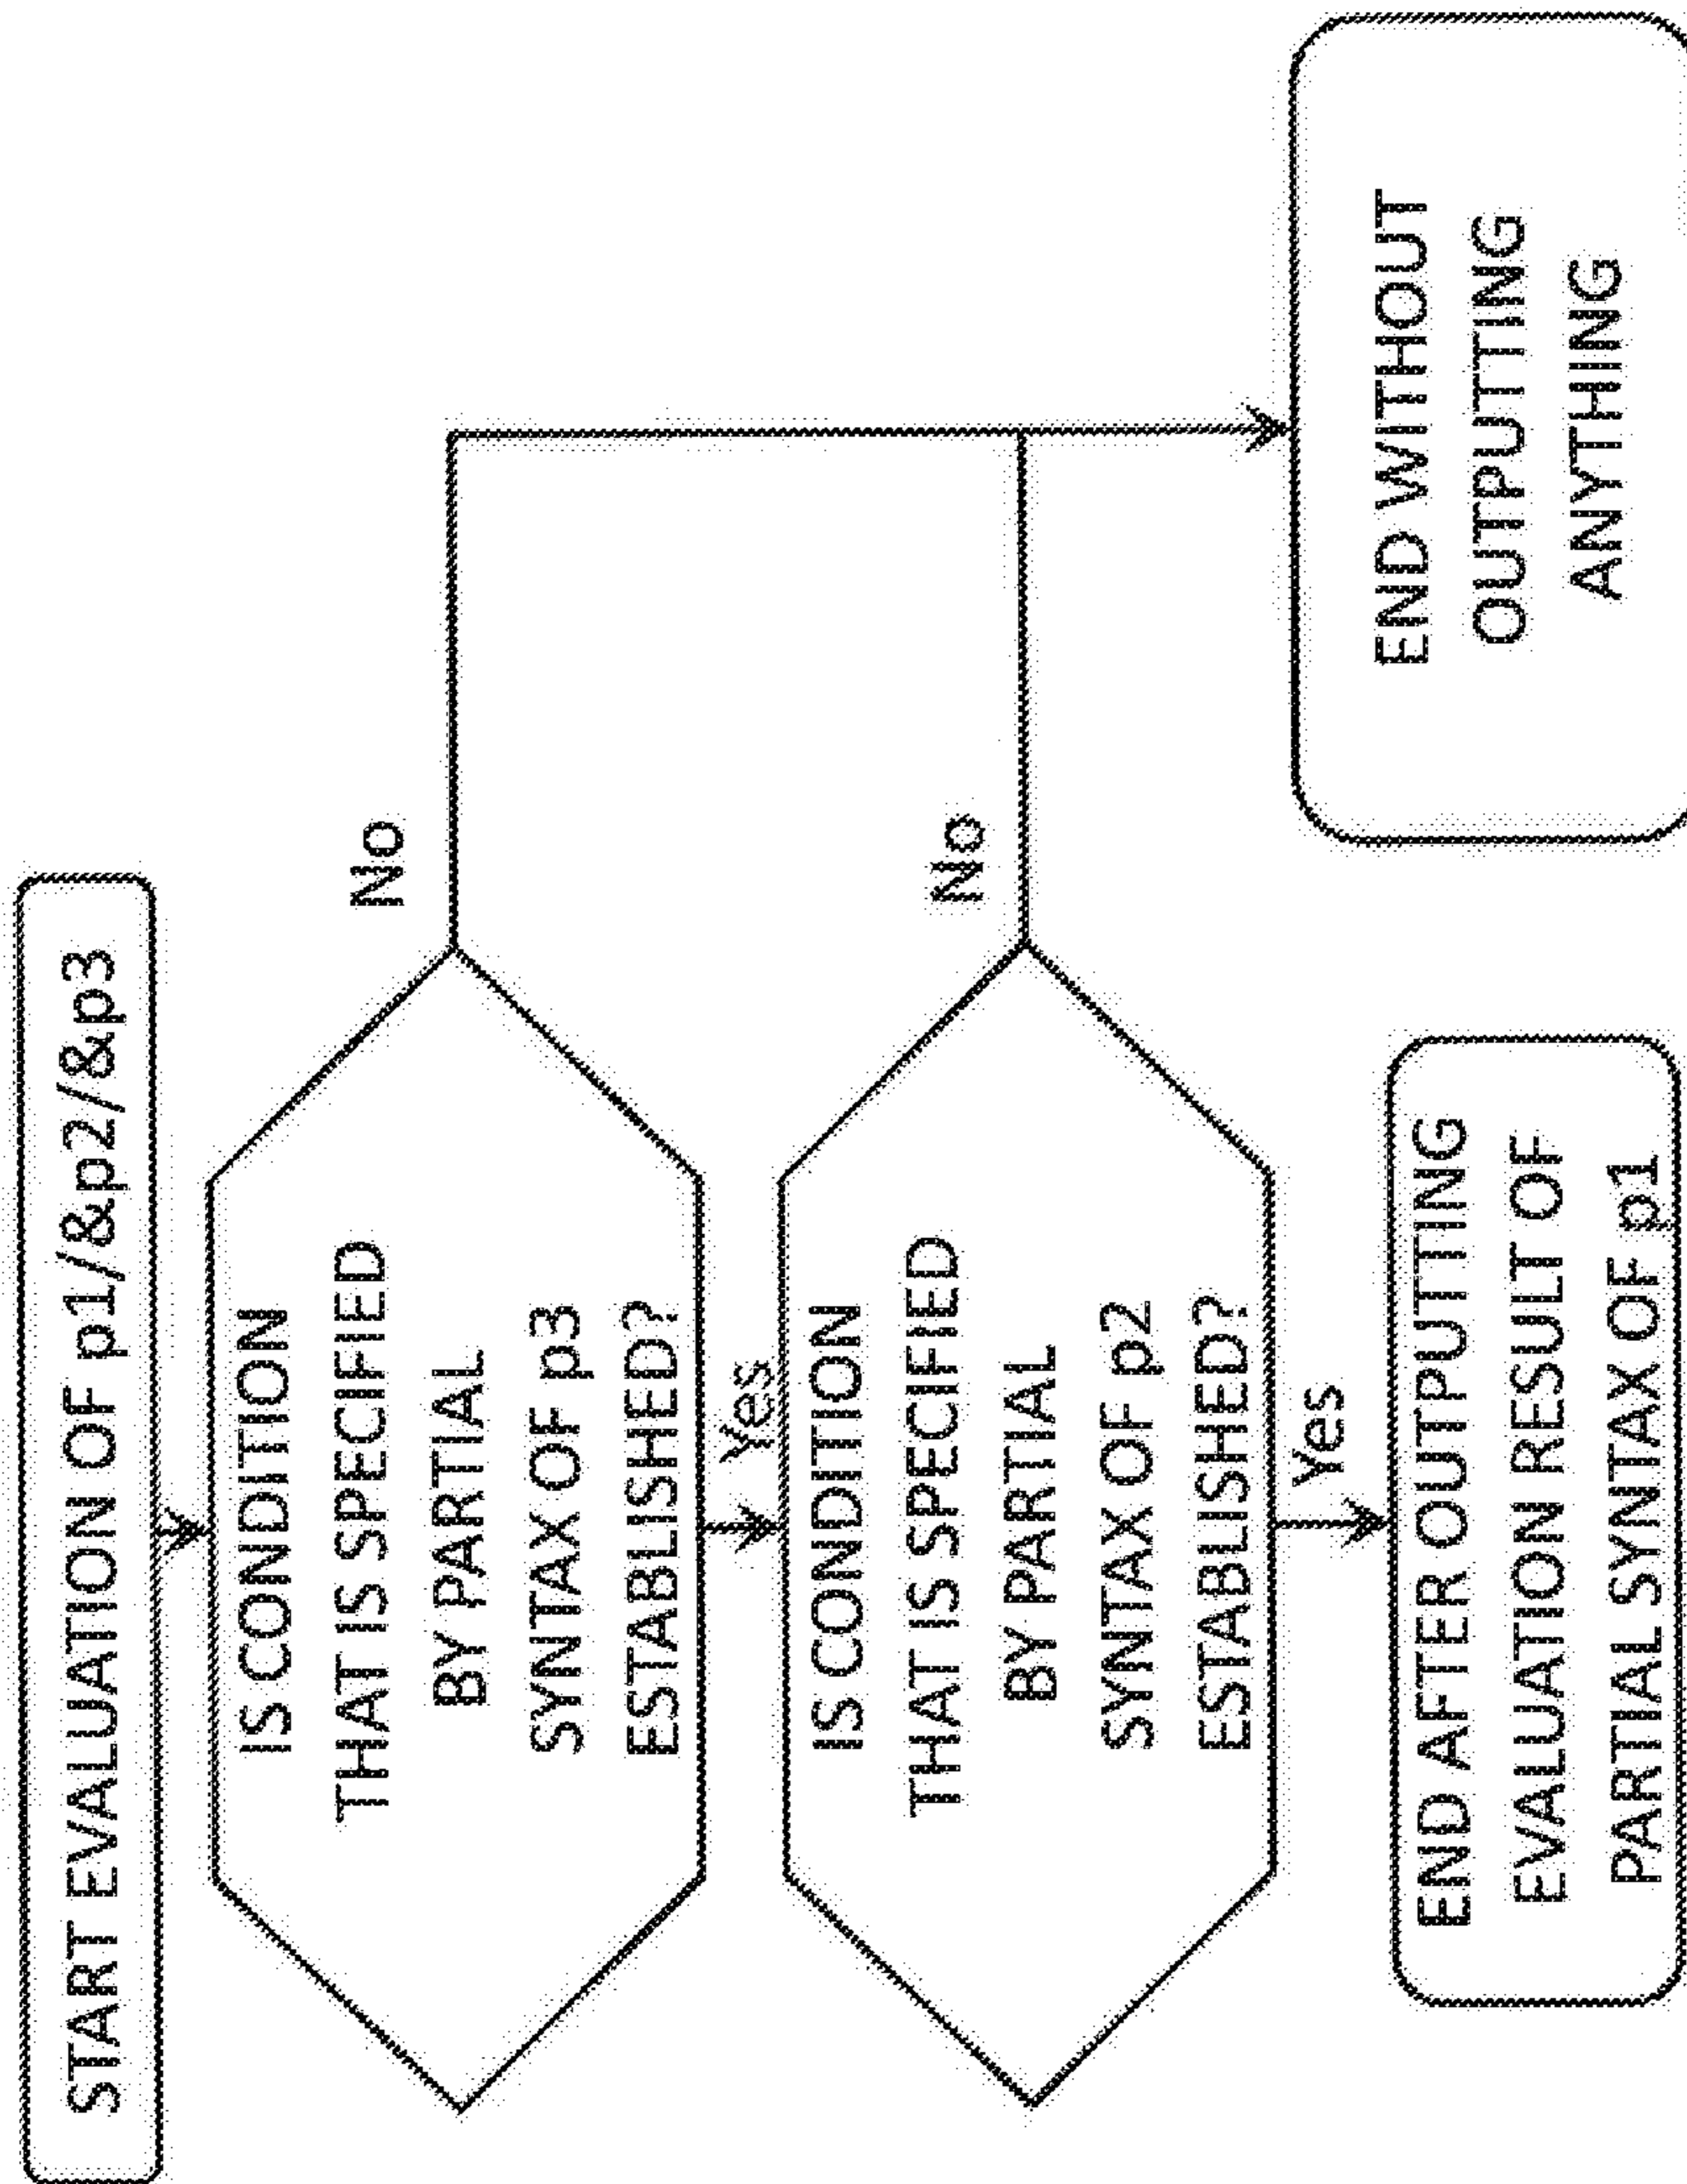 START EVALUATION OF p1/&p2/&p3
IS CONDITION
THAT IS SPECIFIED
BY PARTIAL
SYNTAX OF p3
ESTABLISHED?
No
Yes
IS CONDITION
THAT IS SPECIFIED
BY PARTIAL
SYNTAX OF p2
ESTABLISHED?
No
Yes
END AFTER OUTPUTTING
EVALUATION RESULT OF
PARTIAL SYNTAX OF p1
END WITHOUT
OUTPUTTING
ANYTHING